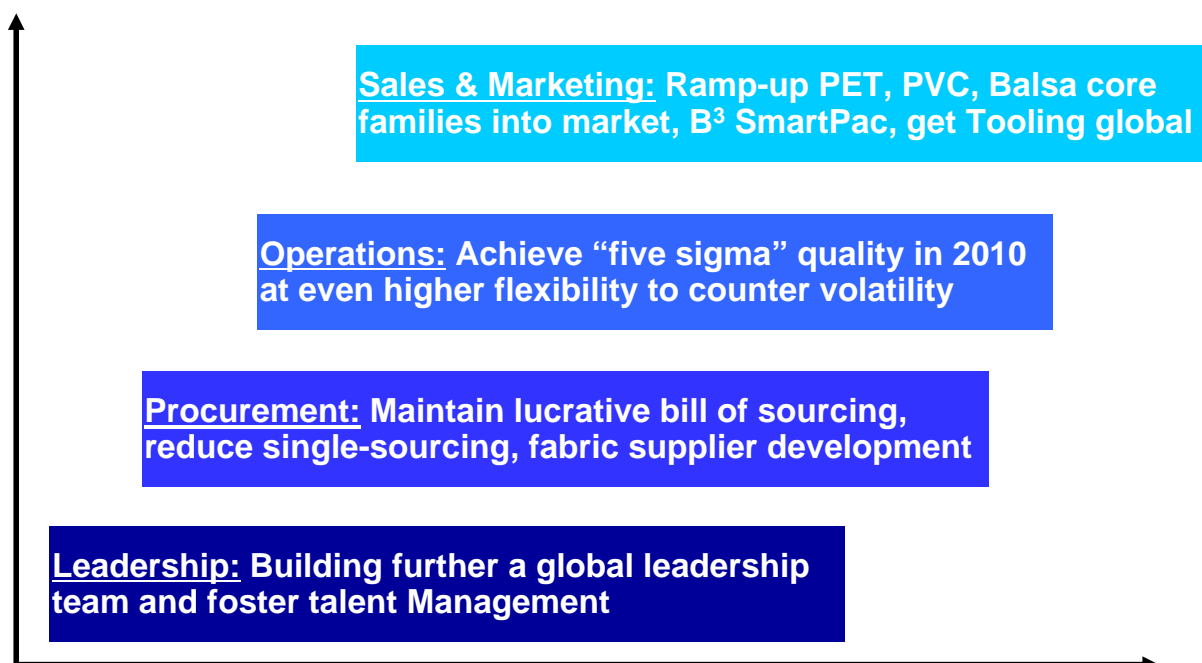 Sales & Marketing: Ramp-up PET, PVC, Balsa core
families into market, B³ SmartPac, get Tooling global
Operations: Achieve “five sigma” quality in 2010
at even higher flexibility to counter volatility
Procurement: Maintain lucrative bill of sourcing,
reduce single-sourcing, fabric supplier development
Leadership: Building further a global leadership
team and foster talent Management